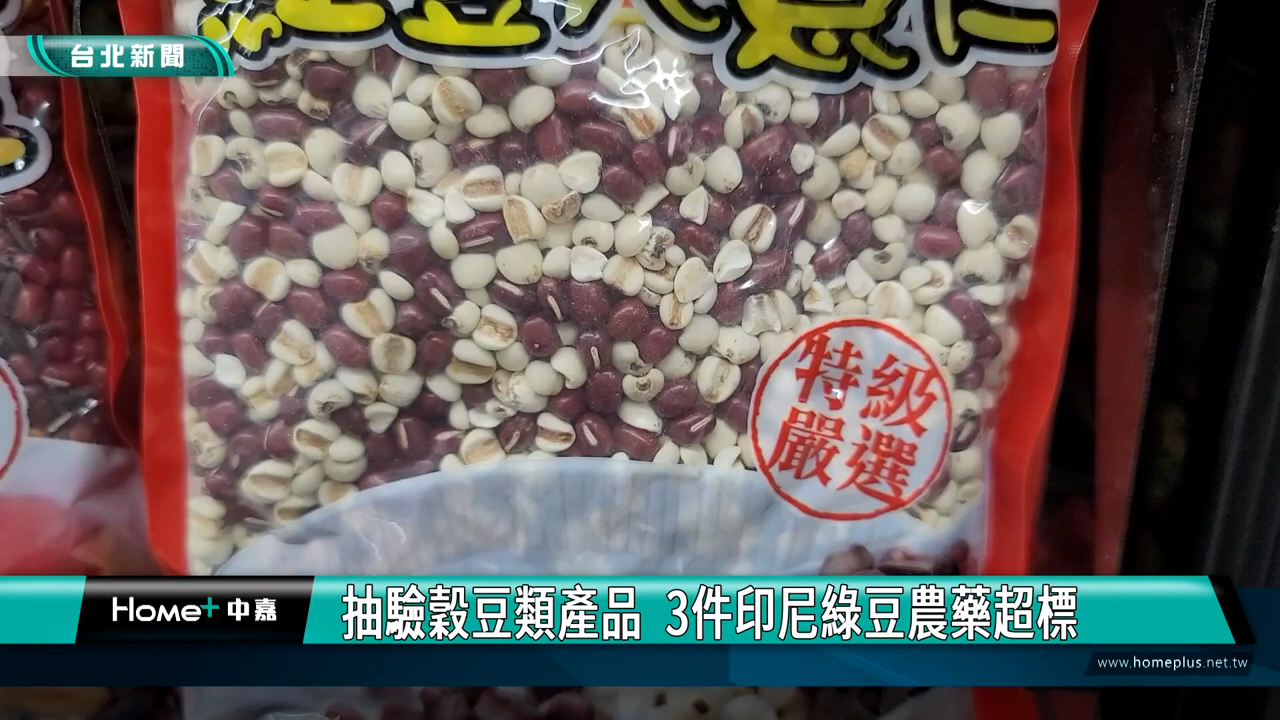 台北新聞
特級
嚴選
Home+中嘉
抽驗穀豆類產品 3件印尼綠豆農藥超標
www.homeplus.net.tw